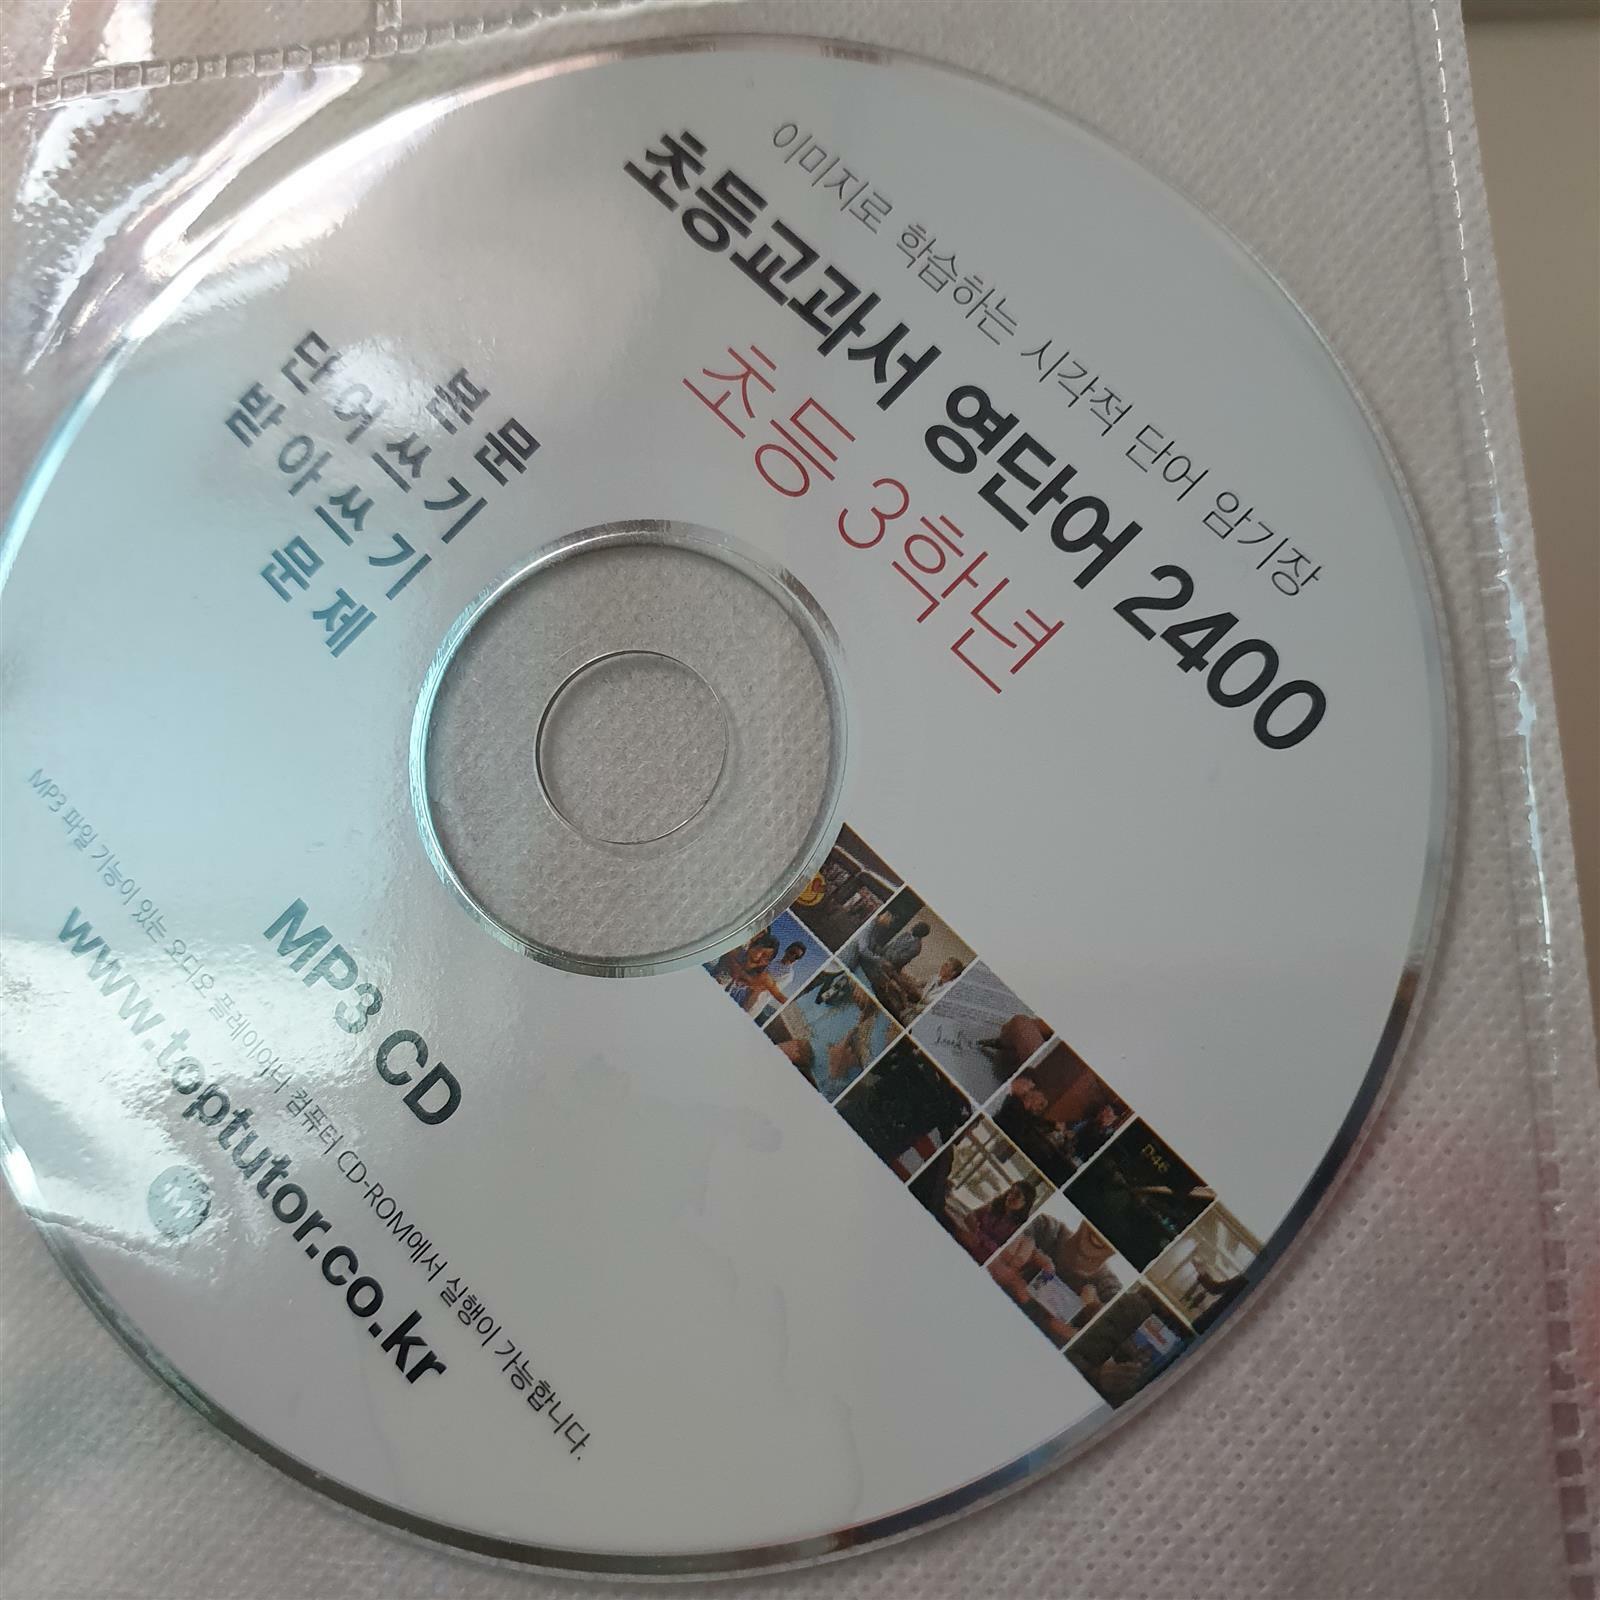 이미지로 학습하는 시각적 단어 암기장
초등교과서 영단어 2400
초등 3학년
본문
단어쓰기
받아쓰기
문제
MP3 CD
MP3 파일 기능이 있는 오디오 플레이어나 컴퓨터 CD-ROM에서 실행이 가능합니다.
www.toptutor.co.kr